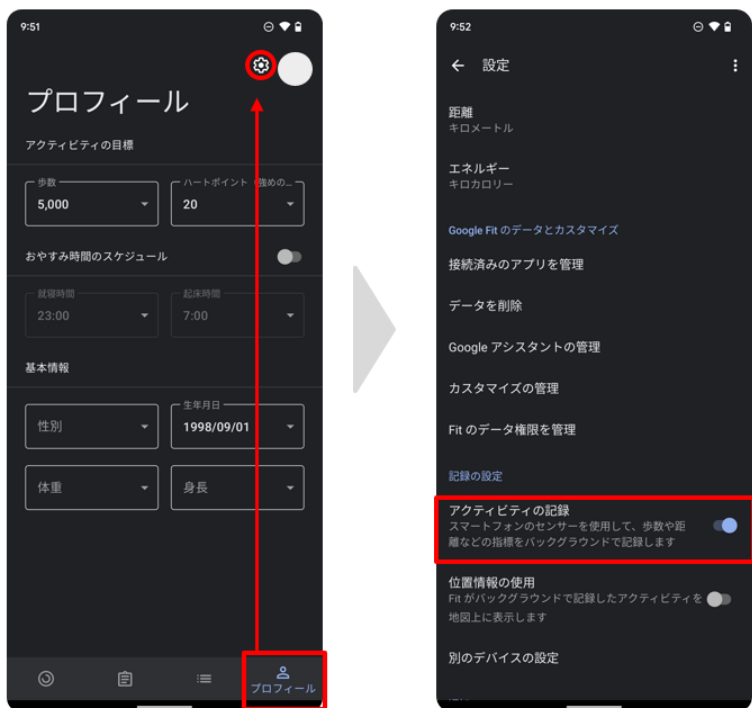 9:51
プロフィール
アクティビティの目標
歩数
ハートポイント（強めの...
5,000
20
おやすみ時間のスケジュール
就寝時間
起床時間
23:00
7:00
基本情報
性別
生年月日
1998/09/01
体重
身長
プロフィール
9:52
設定
距離
キロメートル
エネルギー
キロカロリー
Google Fit のデータとカスタマイズ
接続済みのアプリを管理
データを削除
Google アシスタントの管理
カスタマイズの管理
Fit のデータ権限を管理
記録の設定
アクティビティの記録
スマートフォンのセンサーを使用して、歩数や距
離などの指標をバックグラウンドで記録します
位置情報の使用
Fit がバックグラウンドで記録したアクティビティを
地図上に表示します
別のデバイスの設定